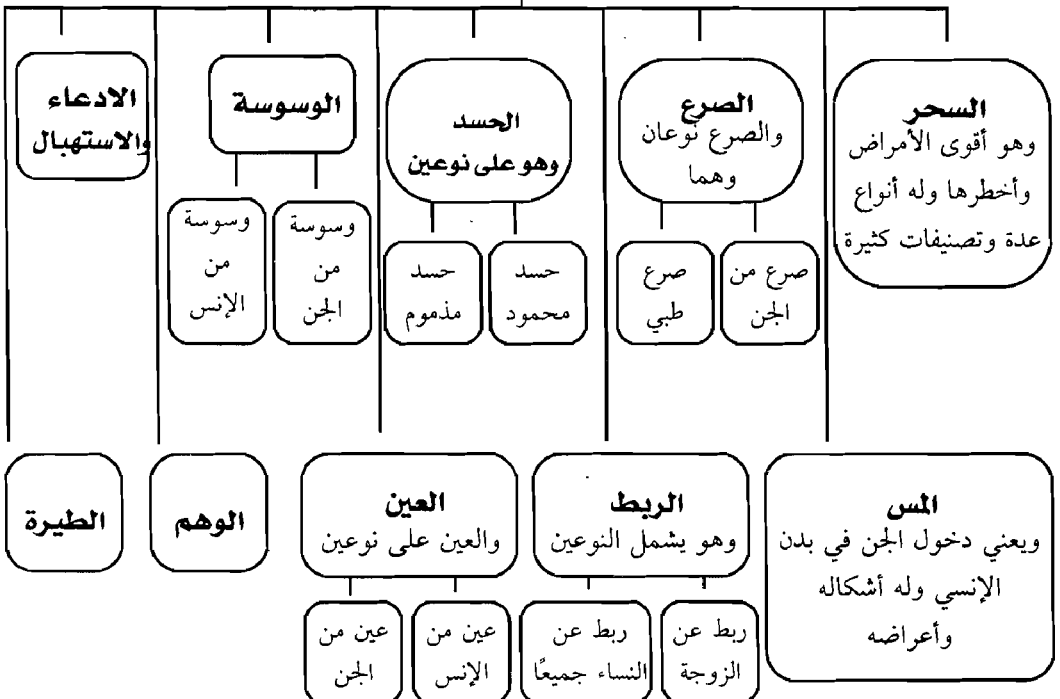 السحر
وهو أقوى الأمراض
وأخطرها وله أنواع
عدة وتصنيفات كثيرة
الصرع
والصرع نوعان
وهما
صرع من
الجن
صرع
طبي
الحسد
وهو على نوعين
حسد
محمود
حسد
مذموم
الوسوسة
وسوسة
من
الجن
وسوسة
من
الإنس
الادعاء
والاستهبال
المس
ويعني دخول الجن في بدن
الإنسي وله أشكاله
وأعراضه
الربط
وهو يشمل النوعين
ربط عن
الزوجة
ربط عن
النساء جميعًا
العين
والعين على نوعين
عين من
الإنس
عين من
الجن
الوهم
الطيرة